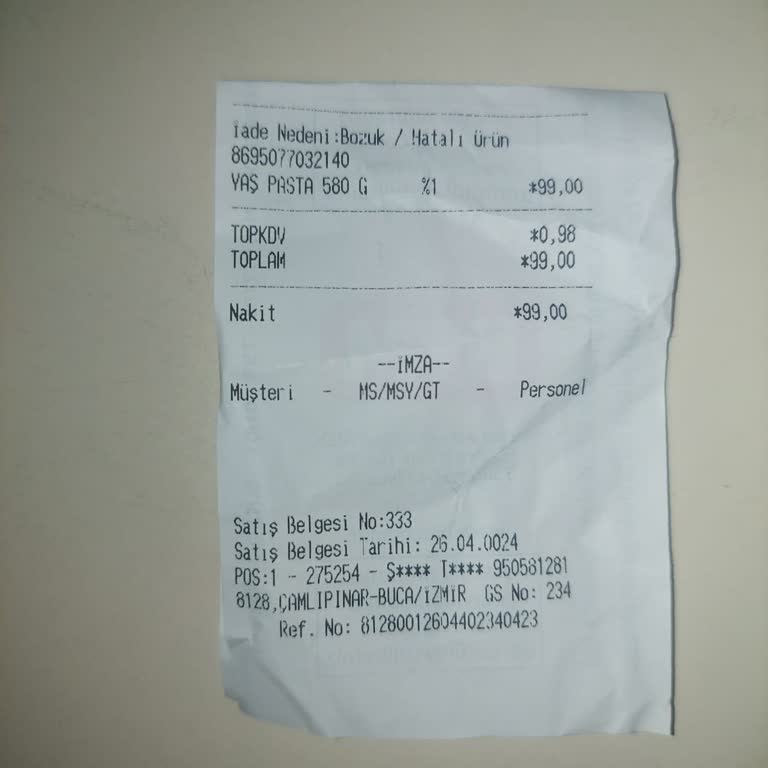 İade Nedeni:Bozuk / Hatalı Ürün
8695077032140
YAŞ PASTA 580 G %1 *99,00
TOPKDV *0,98
TOPLAM *99,00
Nakit *99,00
--İMZA--
Müşteri - MS/MSY/GT - Personel
Satış Belgesi No:333
Satış Belgesi Tarihi: 26.04.0024
POS:1 - 275254 - Ş**** T**** 950581281
8128,ÇAMLIPINAR-BUCA/İZMİR GS No: 234
Ref. No: 81280012604402340423